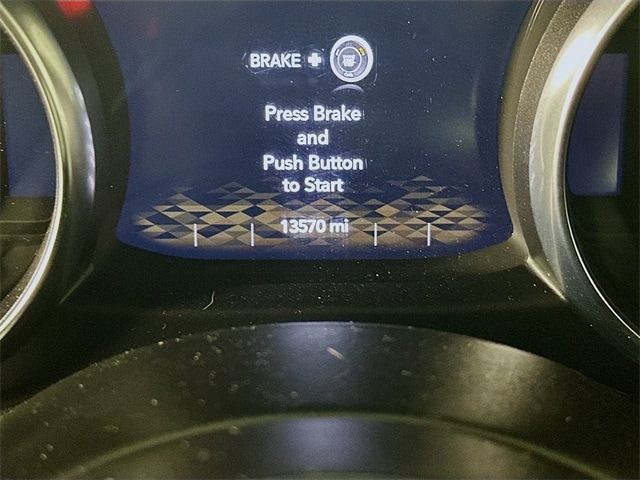 BRAKE +
Press Brake
and
Push Button
to Start
13570 mi